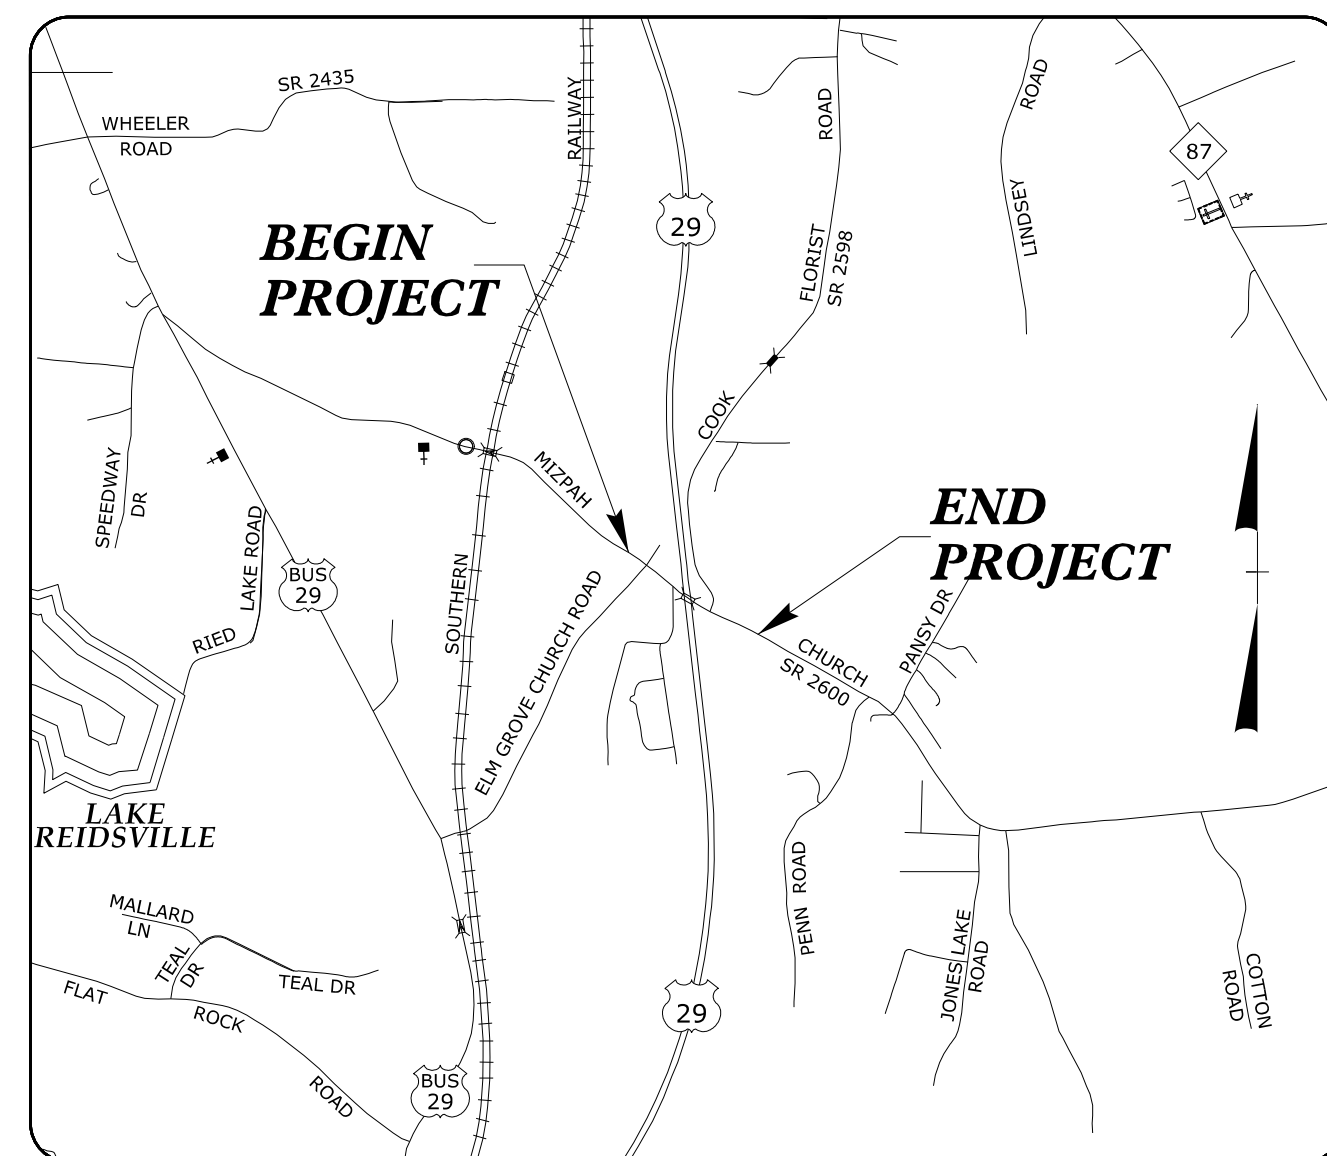 SR 2435
WHEELER
ROAD
RAILWAY
ROAD
ROAD
87
LINDSEY
29
BEGIN
PROJECT
FLORIST
SR 2598
COOK
MIZPAH
SPEEDWAY
DR
LAKE ROAD
END
PROJECT
BUS
29
SOUTHERN
ELM GROVE CHURCH ROAD
RIED
PANSY DR
CHURCH
SR 2600
LAKE
REIDSVILLE
PENN ROAD
MALLARD
LN
TEAL
DR
TEAL DR
FLAT
ROCK
ROAD
JONES LAKE
ROAD
COTTON
ROAD
29
BUS
29